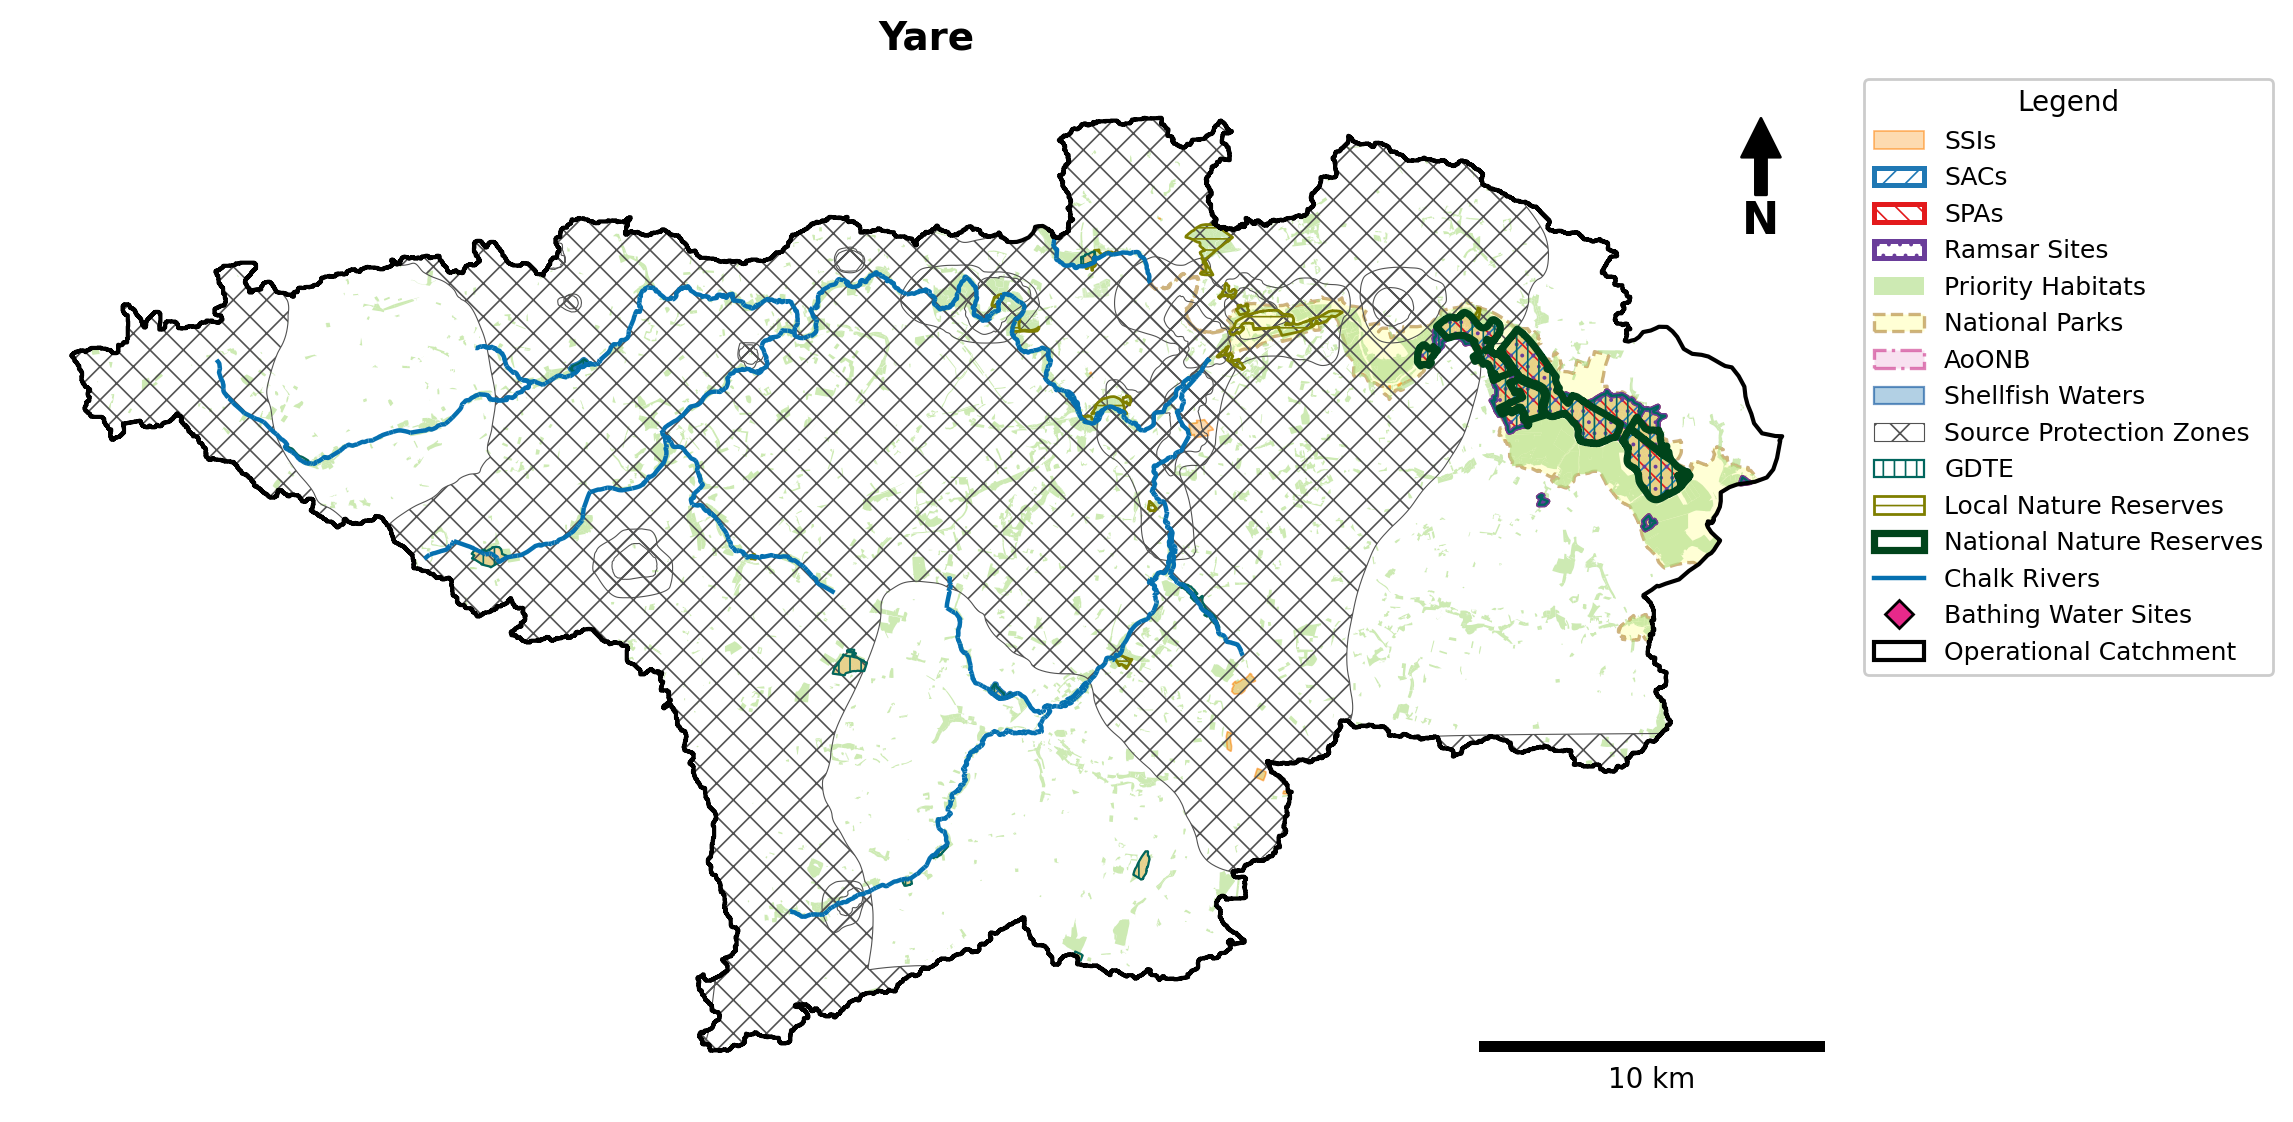 Yare
N
Legend
SSIs
SACs
SPAs
Ramsar Sites
Priority Habitats
National Parks
AoONB
Shellfish Waters
Source Protection Zones
GDTE
Local Nature Reserves
National Nature Reserves
Chalk Rivers
Bathing Water Sites
Operational Catchment
10 km